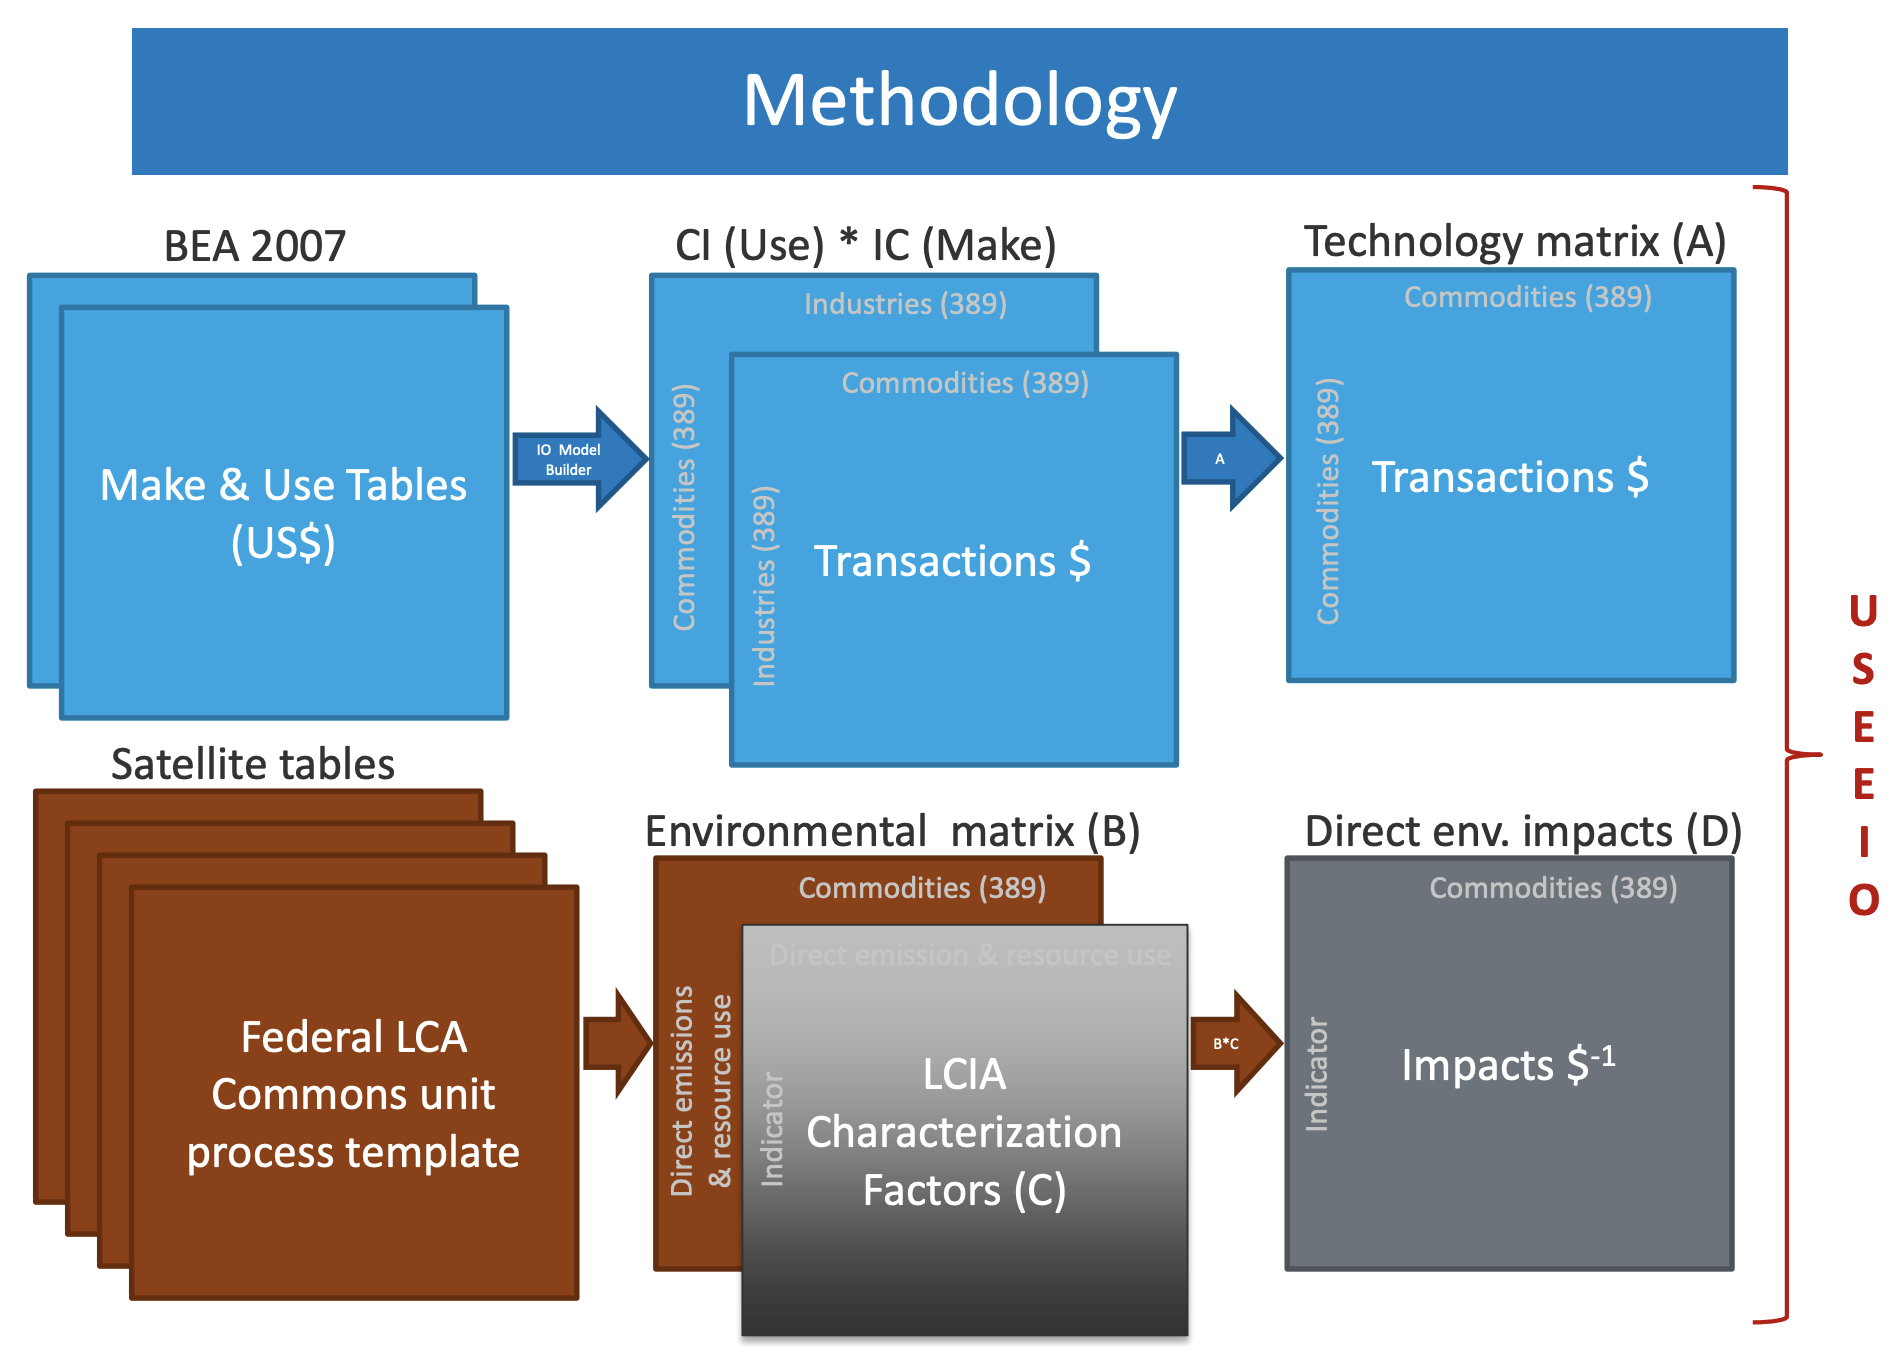 Methodology
BEA 2007
Make & Use Tables
(US$)
IO Model
Builder
CI (Use) * IC (Make)
Industries (389)
Commodities (389)
Commodities (389)
Industries (389)
Transactions $
A
Technology matrix (A)
Commodities (389)
Commodities (389)
Transactions $
Satellite tables
Federal LCA
Commons unit
process template
Environmental matrix (B)
Commodities (389)
Direct emissions
& resource use
Direct emission & resource use
Indicator
LCIA
Characterization
Factors (C)
B*C
Direct env. impacts (D)
Commodities (389)
Indicator
Impacts $-1
U
S
E
E
I
O